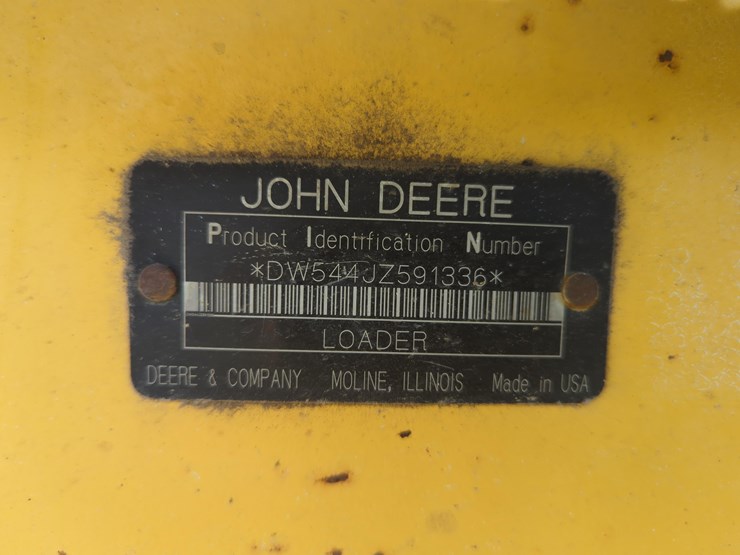 JOHN DEERE
Product Identification Number
*DW544JZ591336*
LOADER
DEERE & COMPANY MOLINE, ILLINOIS Made in USA